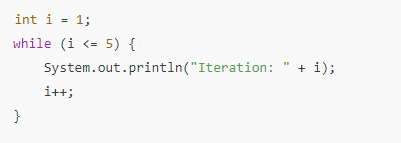 int i = 1;
while (i <= 5) {
    System.out.println("Iteration: " + i);
    i++;
}